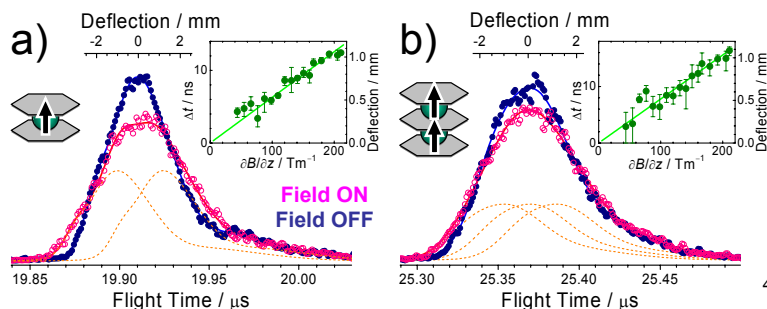 a)
Deflection / mm
-2 0 2
Δt / ns
10
0
0 100 200
∂B/∂z / Tm⁻¹
1.0
0.5
0.0
Deflection / mm
Field ON
Field OFF
19.85 19.90 19.95 20.00
Flight Time / μs
b)
Deflection / mm
-2 0 2
Δt / ns
10
0
0 100 200
∂B/∂z / Tm⁻¹
1.0
0.5
0.0
Deflection / mm
25.30 25.35 25.40 25.45
Flight Time / μs
4